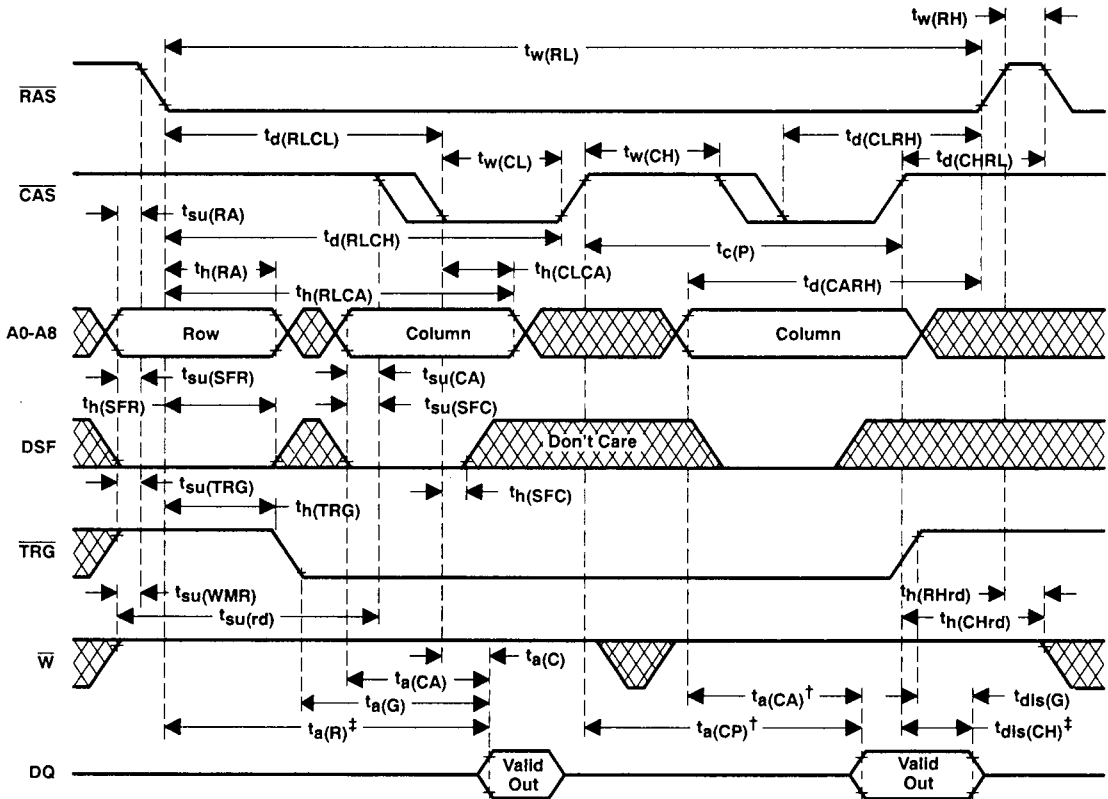 tw(RH)
tw(RL)
RAS
td(RLCL)
td(CLRH)
tw(CL)
tw(CH)
td(CHRL)
CAS
tsu(RA)
td(RLCH)
tc(P)
th(RA)
th(CLCA)
th(RLCA)
td(CARH)
A0-A8
Row
Column
Column
tsu(SFR)
tsu(CA)
th(SFR)
tsu(SFC)
DSF
Don't Care
tsu(TRG)
th(TRG)
th(SFC)
TRG
tsu(WMR)
th(RHrd)
tsu(rd)
th(CHrd)
W
ta(C)
ta(CA)
ta(CA)†
tdis(G)
ta(G)
ta(R)‡
ta(CP)†
tdis(CH)‡
DQ
Valid
Out
Valid
Out